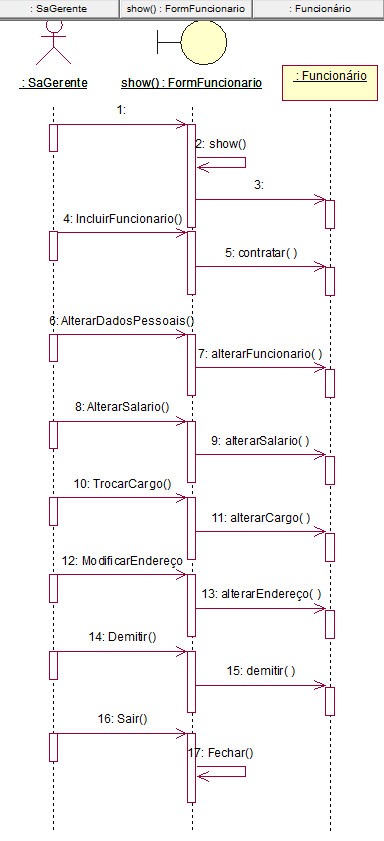 : SaGerente
show() : FormFuncionario
: Funcionário
: SaGerente
show() : FormFuncionario
: Funcionário
1:
2: show()
3:
4: IncluirFuncionario()
5: contratar( )
6: AlterarDadosPessoais()
7: alterarFuncionario( )
8: AlterarSalario()
9: alterarSalario( )
10: TrocarCargo()
11: alterarCargo( )
12: ModificarEndereço
13: alterarEndereço( )
14: Demitir()
15: demitir( )
16: Sair()
17: Fechar()